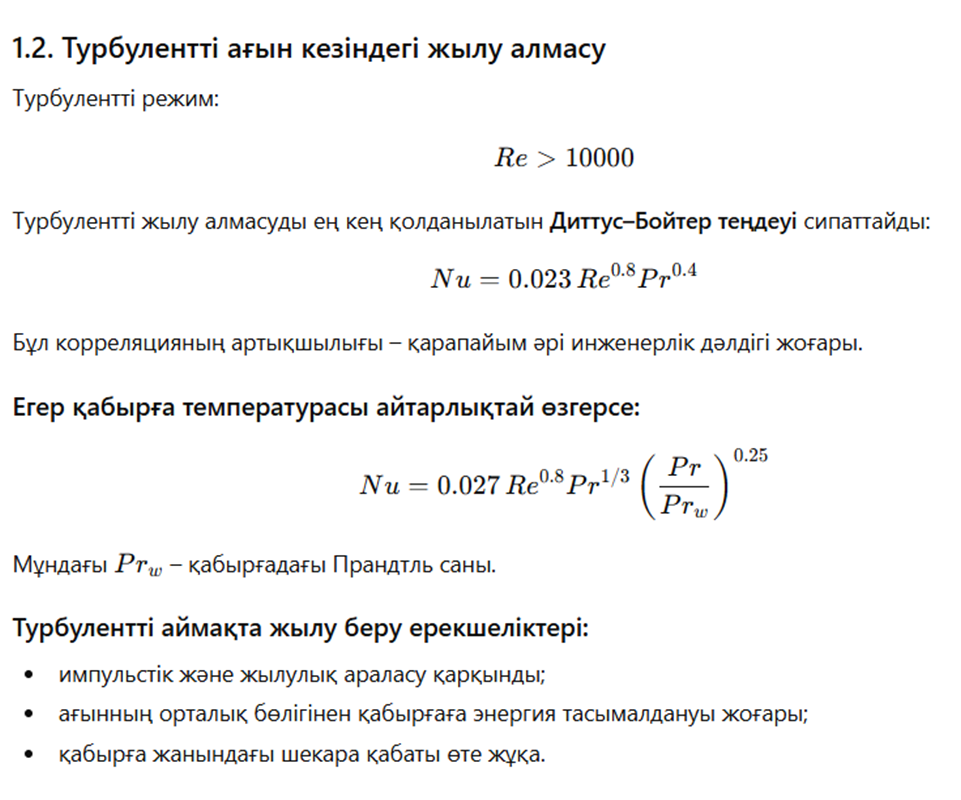 1.2. Турбулентті ағын кезіндегі жылу алмасу
Турбулентті режим:
Re > 10000
Турбулентті жылу алмасуды ең кең қолданылатын Диттус–Бойтер теңдеуі сипаттайды:
Nu = 0.023 Re^0.8 Pr^0.4
Бұл корреляцияның артықшылығы – қарапайым әрі инженерлік дәлдігі жоғары.
Егер қабырға температурасы айтарлықтай өзгерсе:
Nu = 0.027 Re^0.8 Pr^1/3 (Pr/Pr_w)^0.25
Мұндағы Pr_w – қабырғадағы Прандтль саны.
Турбулентті аймақта жылу беру ерекшеліктері:
• импульстік және жылулық араласу қарқынды;
• ағынның орталық бөлігінен қабырғаға энергия тасымалдануы жоғары;
• қабырға жанындағы шекара қабаты өте жұқа.